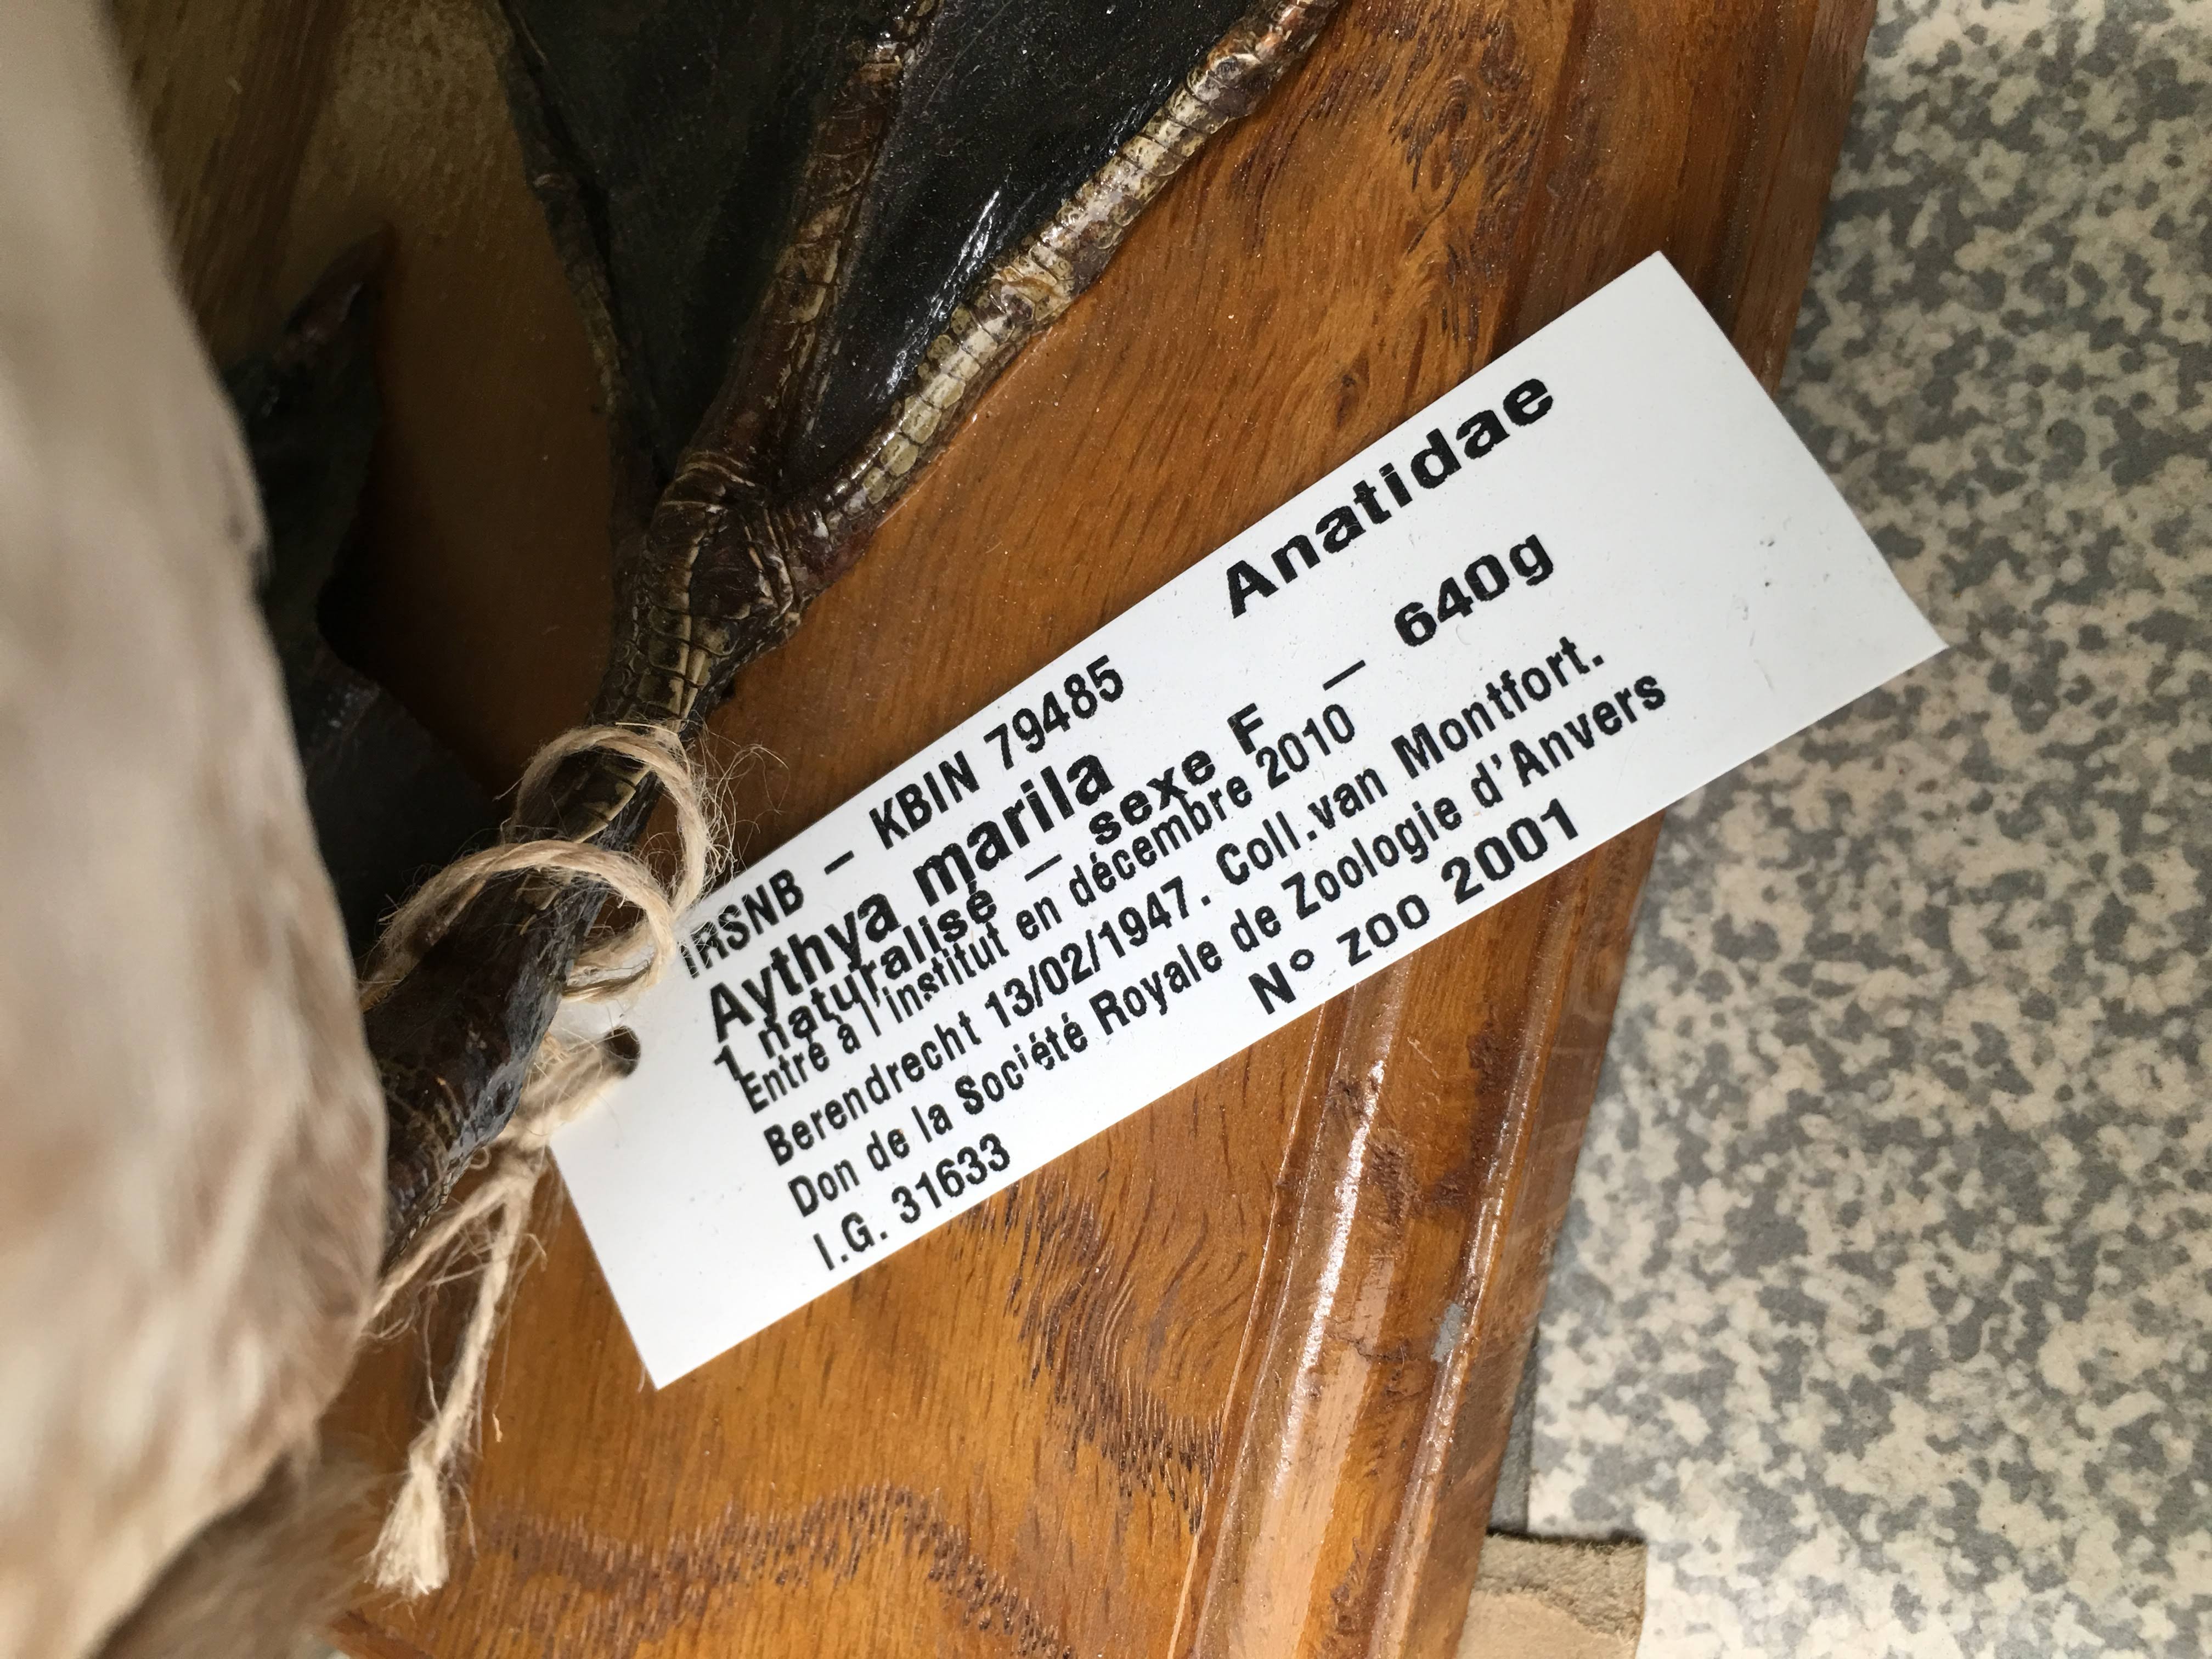 IRSNB – KBIN 79485 Anatidae
Aythya marila
1 naturalisé – sexe F – 640g
Entré à l'institut en décembre 2010
Berendrecht 13/02/1947. Coll.van Montfort.
Don de la Société Royale de Zoologie d'Anvers
I.G. 31633 N° zoo 2001